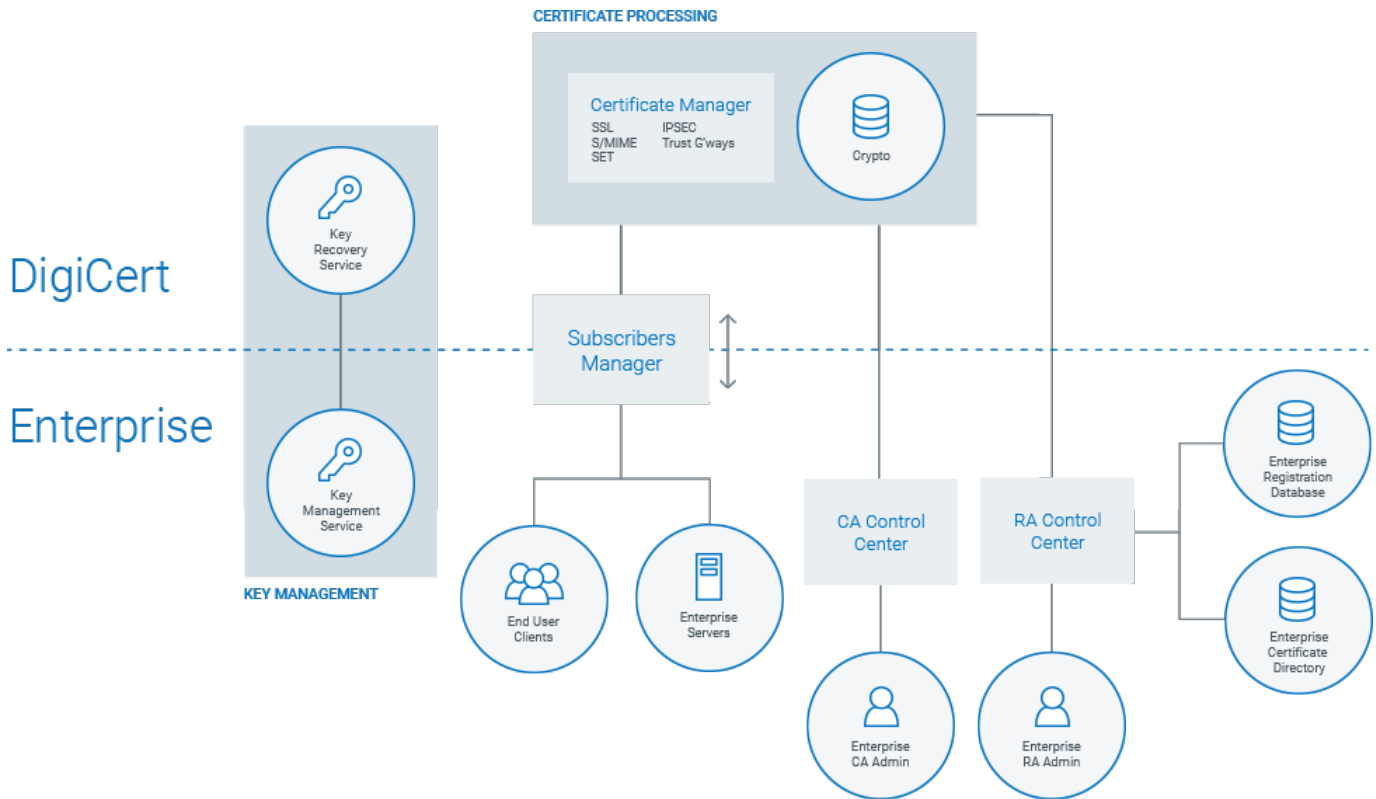 CERTIFICATE PROCESSING
Certificate Manager
SSL IPSEC
S/MIME Trust G'ways
SET
Crypto
Key
Recovery
Service
DigiCert
Subscribers
Manager
Enterprise
Key
Management
Service
KEY MANAGEMENT
End User
Clients
Enterprise
Servers
CA Control
Center
RA Control
Center
Enterprise
Registration
Database
Enterprise
Certificate
Directory
Enterprise
CA Admin
Enterprise
RA Admin